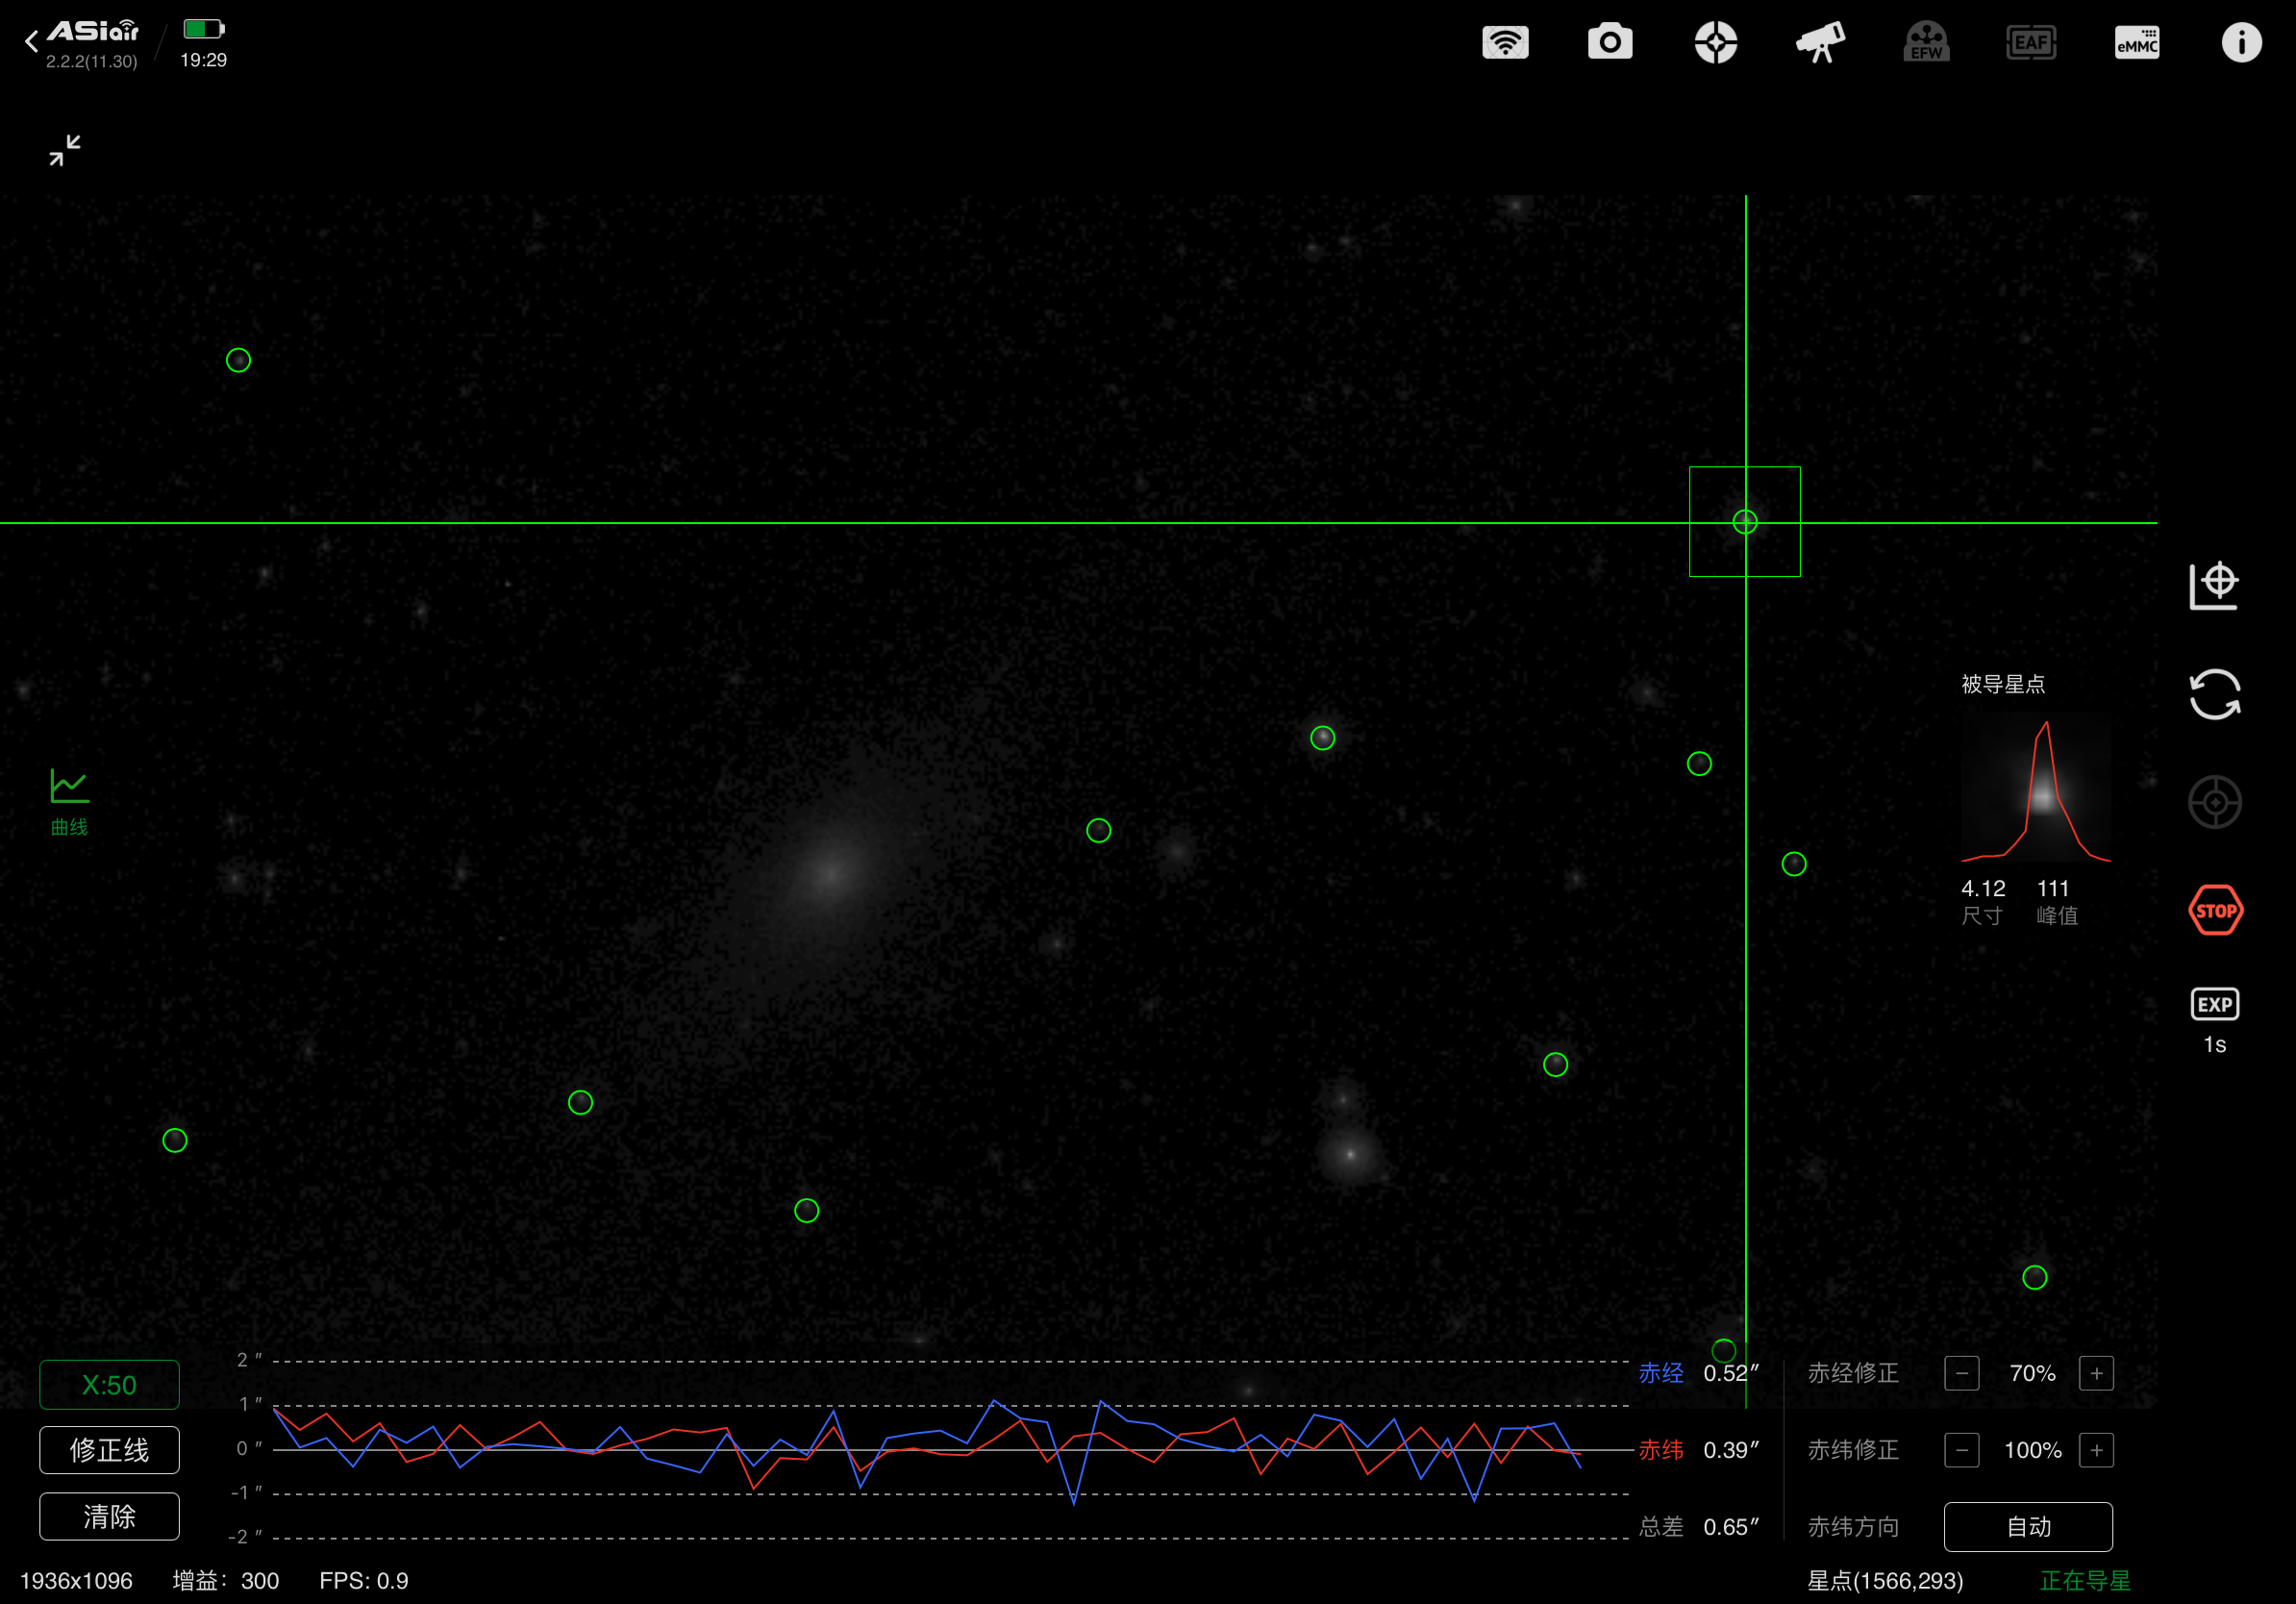 ASiair
2.2.2(11.30)
19:29
EFW
EAF
eMMC
被导星点
曲线
4.12 111
尺寸 峰值
STOP
EXP
1s
2 ″
1 ″
0 ″
-1 ″
-2 ″
X:50
修正线
清除
赤经 0.52″
赤纬 0.39″
总差 0.65″
赤经修正 − 70% +
赤纬修正 − 100% +
赤纬方向 自动
1936x1096 增益：300 FPS: 0.9
星点(1566,293) 正在导星